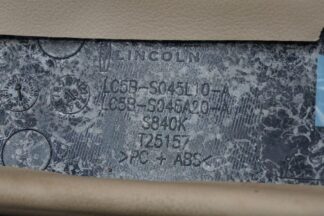 LINCOLN
LC5B-S045L10-A
LC5B-S045A20-A
S840K
T25157
>PC + ABS<